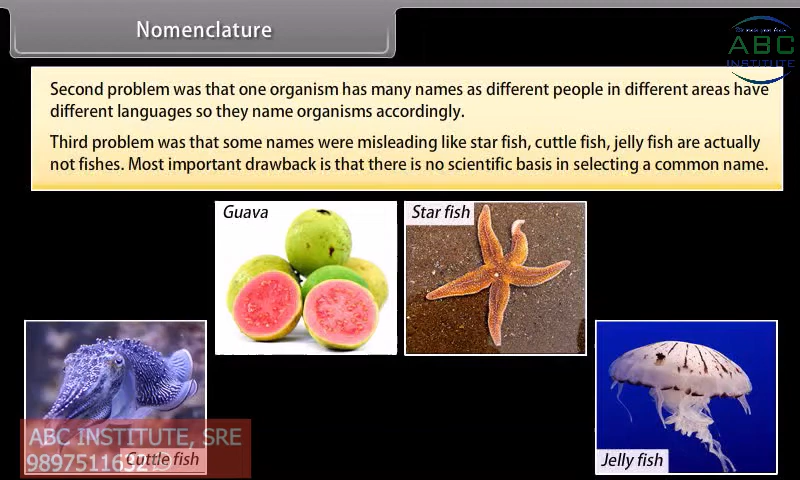 Nomenclature
ABC
INSTITUTE
Second problem was that one organism has many names as different people in different areas have
different languages so they name organisms accordingly.
Third problem was that some names were misleading like star fish, cuttle fish, jelly fish are actually
not fishes. Most important drawback is that there is no scientific basis in selecting a common name.
Guava
Star fish
ABC INSTITUTE, SRE
Cuttle fish
Jelly fish